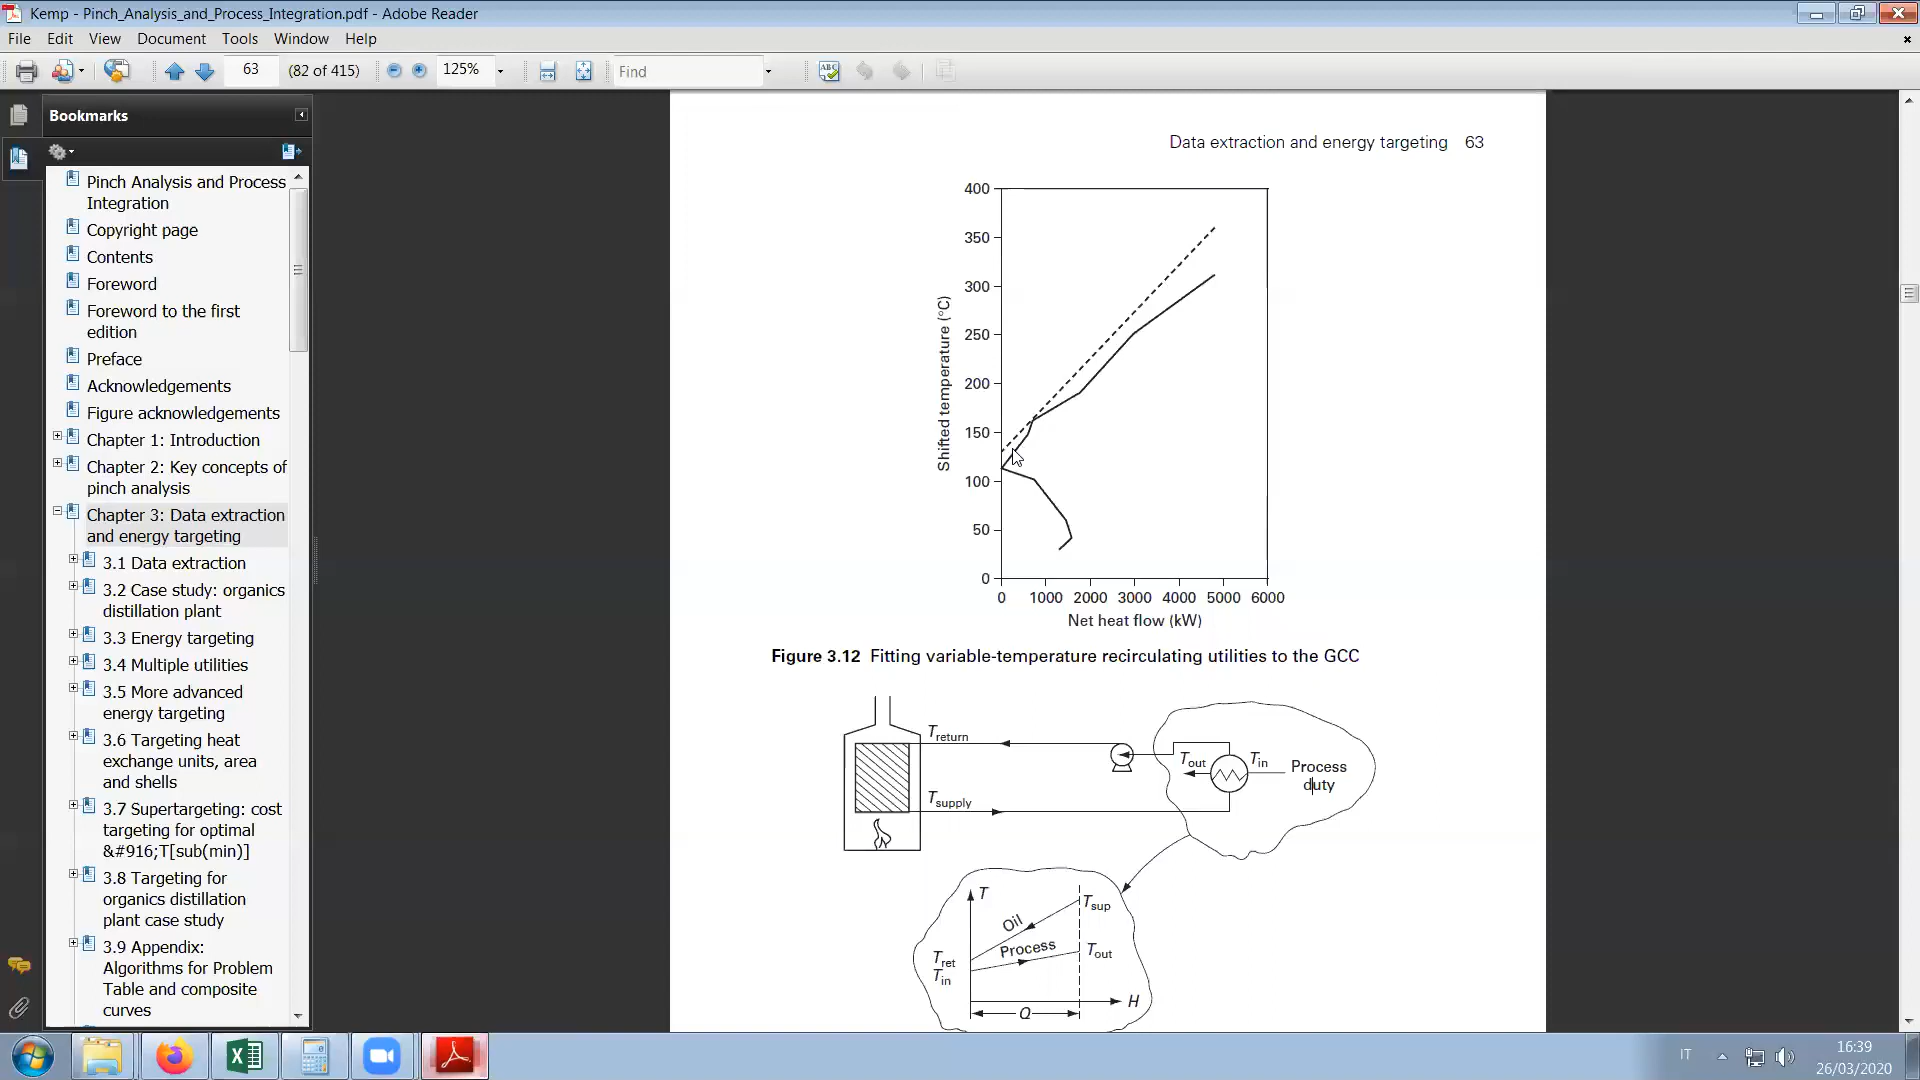 Kemp - Pinch_Analysis_and_Process_Integration.pdf - Adobe Reader
File Edit View Document Tools Window Help
63 (82 of 415) 125% Find
Bookmarks
Pinch Analysis and Process
Integration
Copyright page
Contents
Foreword
Foreword to the first
edition
Preface
Acknowledgements
Figure acknowledgements
Chapter 1: Introduction
Chapter 2: Key concepts of
pinch analysis
Chapter 3: Data extraction
and energy targeting
3.1 Data extraction
3.2 Case study: organics
distillation plant
3.3 Energy targeting
3.4 Multiple utilities
3.5 More advanced
energy targeting
3.6 Targeting heat
exchange units, area
and shells
3.7 Supertargeting: cost
targeting for optimal
&#916;T[sub(min)]
3.8 Targeting for
organics distillation
plant case study
3.9 Appendix:
Algorithms for Problem
Table and composite
curves
Data extraction and energy targeting 63
400
350
300
250
200
150
100
50
0
Shifted temperature (°C)
0 1000 2000 3000 4000 5000 6000
Net heat flow (kW)
Figure 3.12 Fitting variable-temperature recirculating utilities to the GCC
Treturn
Tout Tin Process
duty
Tsupply
T
Tsup
Oil
Process
Tout
Tret
Tin
H
Q
IT
16:39
26/03/2020